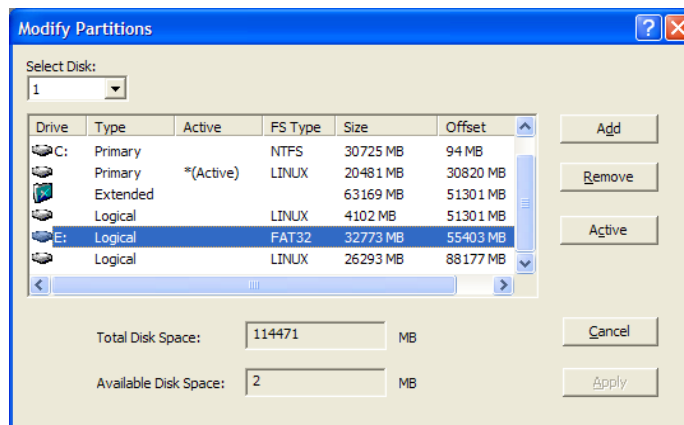 Modify Partitions
Select Disk:
1
Drive Type Active FS Type Size Offset
C: Primary NTFS 30725 MB 94 MB
Primary *(Active) LINUX 20481 MB 30820 MB
Extended 63169 MB 51301 MB
Logical LINUX 4102 MB 51301 MB
E: Logical FAT32 32773 MB 55403 MB
Logical LINUX 26293 MB 88177 MB
Add
Remove
Active
Total Disk Space: 114471 MB
Available Disk Space: 2 MB
Cancel
Apply